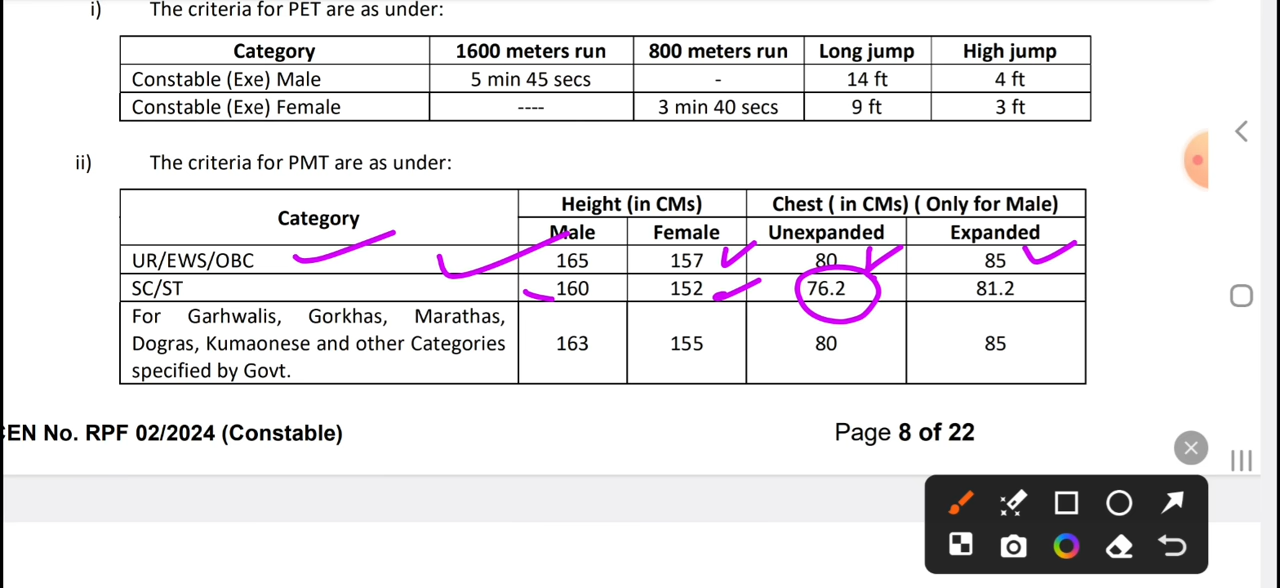 i) The criteria for PET are as under:
Category 1600 meters run 800 meters run Long jump High jump
Constable (Exe) Male 5 min 45 secs - 14 ft 4 ft
Constable (Exe) Female ---- 3 min 40 secs 9 ft 3 ft
ii) The criteria for PMT are as under:
Category Height (in CMs) Chest ( in CMs) ( Only for Male)
Male Female Unexpanded Expanded
UR/EWS/OBC 165 157 80 85
SC/ST 160 152 76.2 81.2
For Garhwalis, Gorkhas, Marathas,
Dogras, Kumaonese and other Categories 163 155 80 85
specified by Govt.
EN No. RPF 02/2024 (Constable) Page 8 of 22